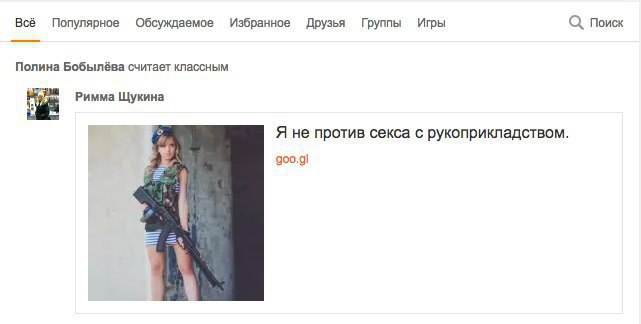 Всё Популярное Обсуждаемое Избранное Друзья Группы Игры Поиск
Полина Бобылёва считает классным
Римма Щукина
Я не против секса с рукоприкладством.
goo.gl